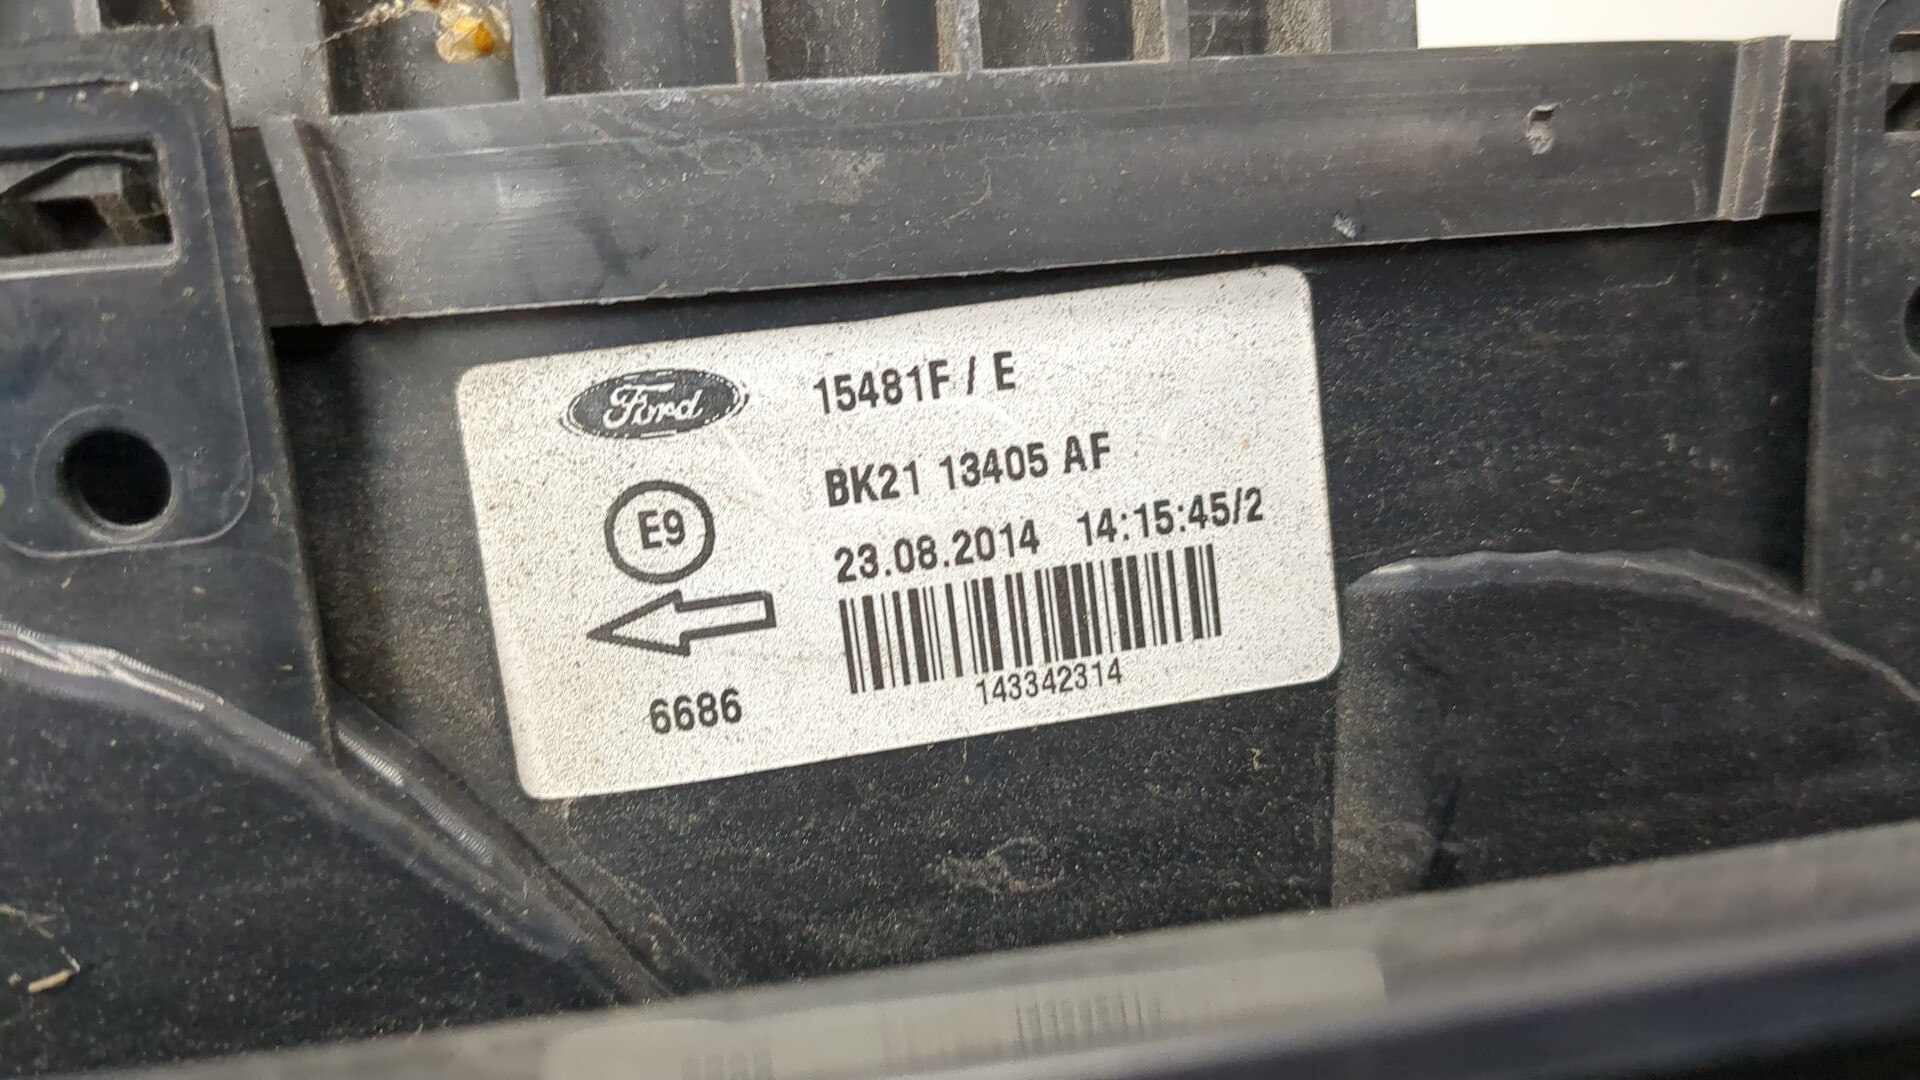 Ford
15481F / E
BK21 13405 AF
E9
23.08.2014 14:15:45/2
6686
143342314